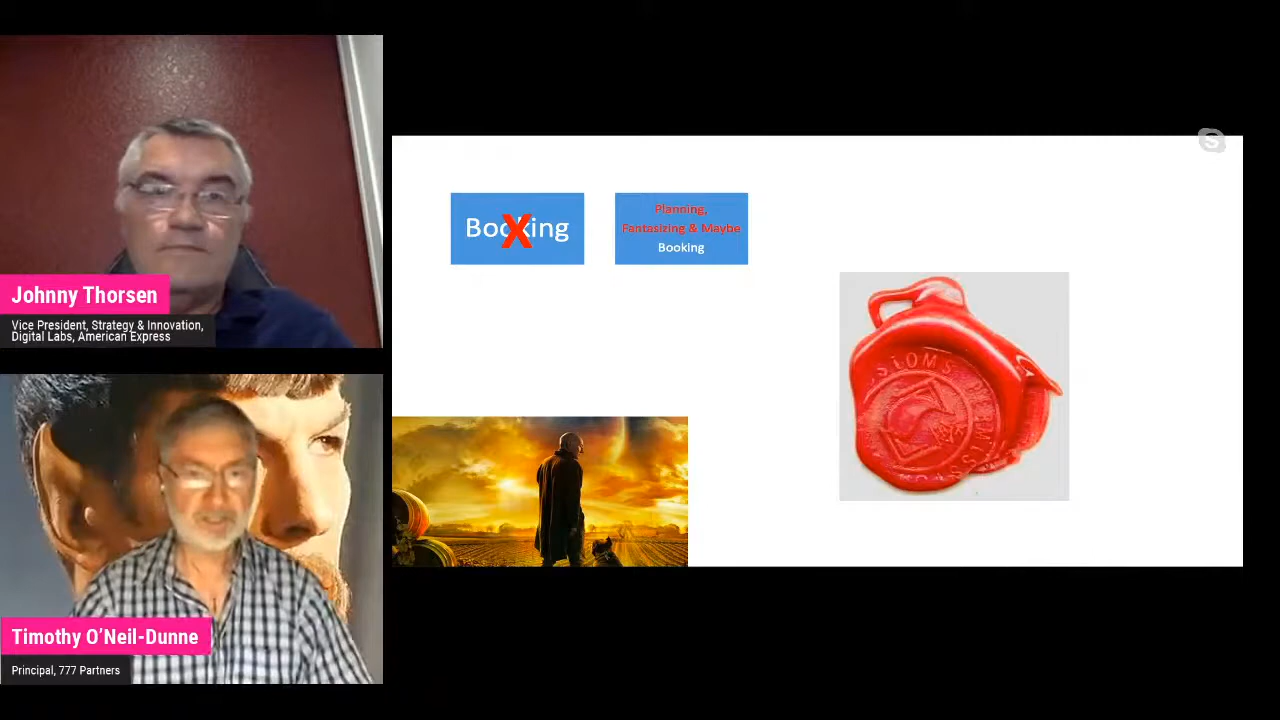 Johnny Thorsen
Vice President, Strategy & Innovation,
Digital Labs, American Express
Timothy O'Neil-Dunne
Principal, 777 Partners
Booking
X
Planning,
Fantasizing & Maybe
Booking
S